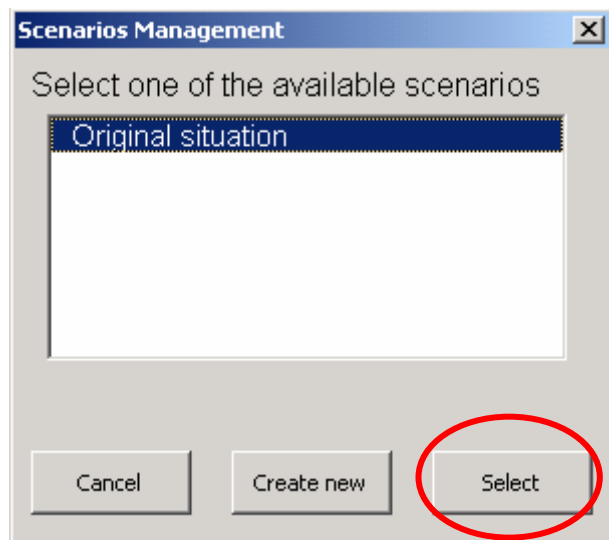 Scenarios Management
Select one of the available scenarios
Original situation
Cancel
Create new
Select